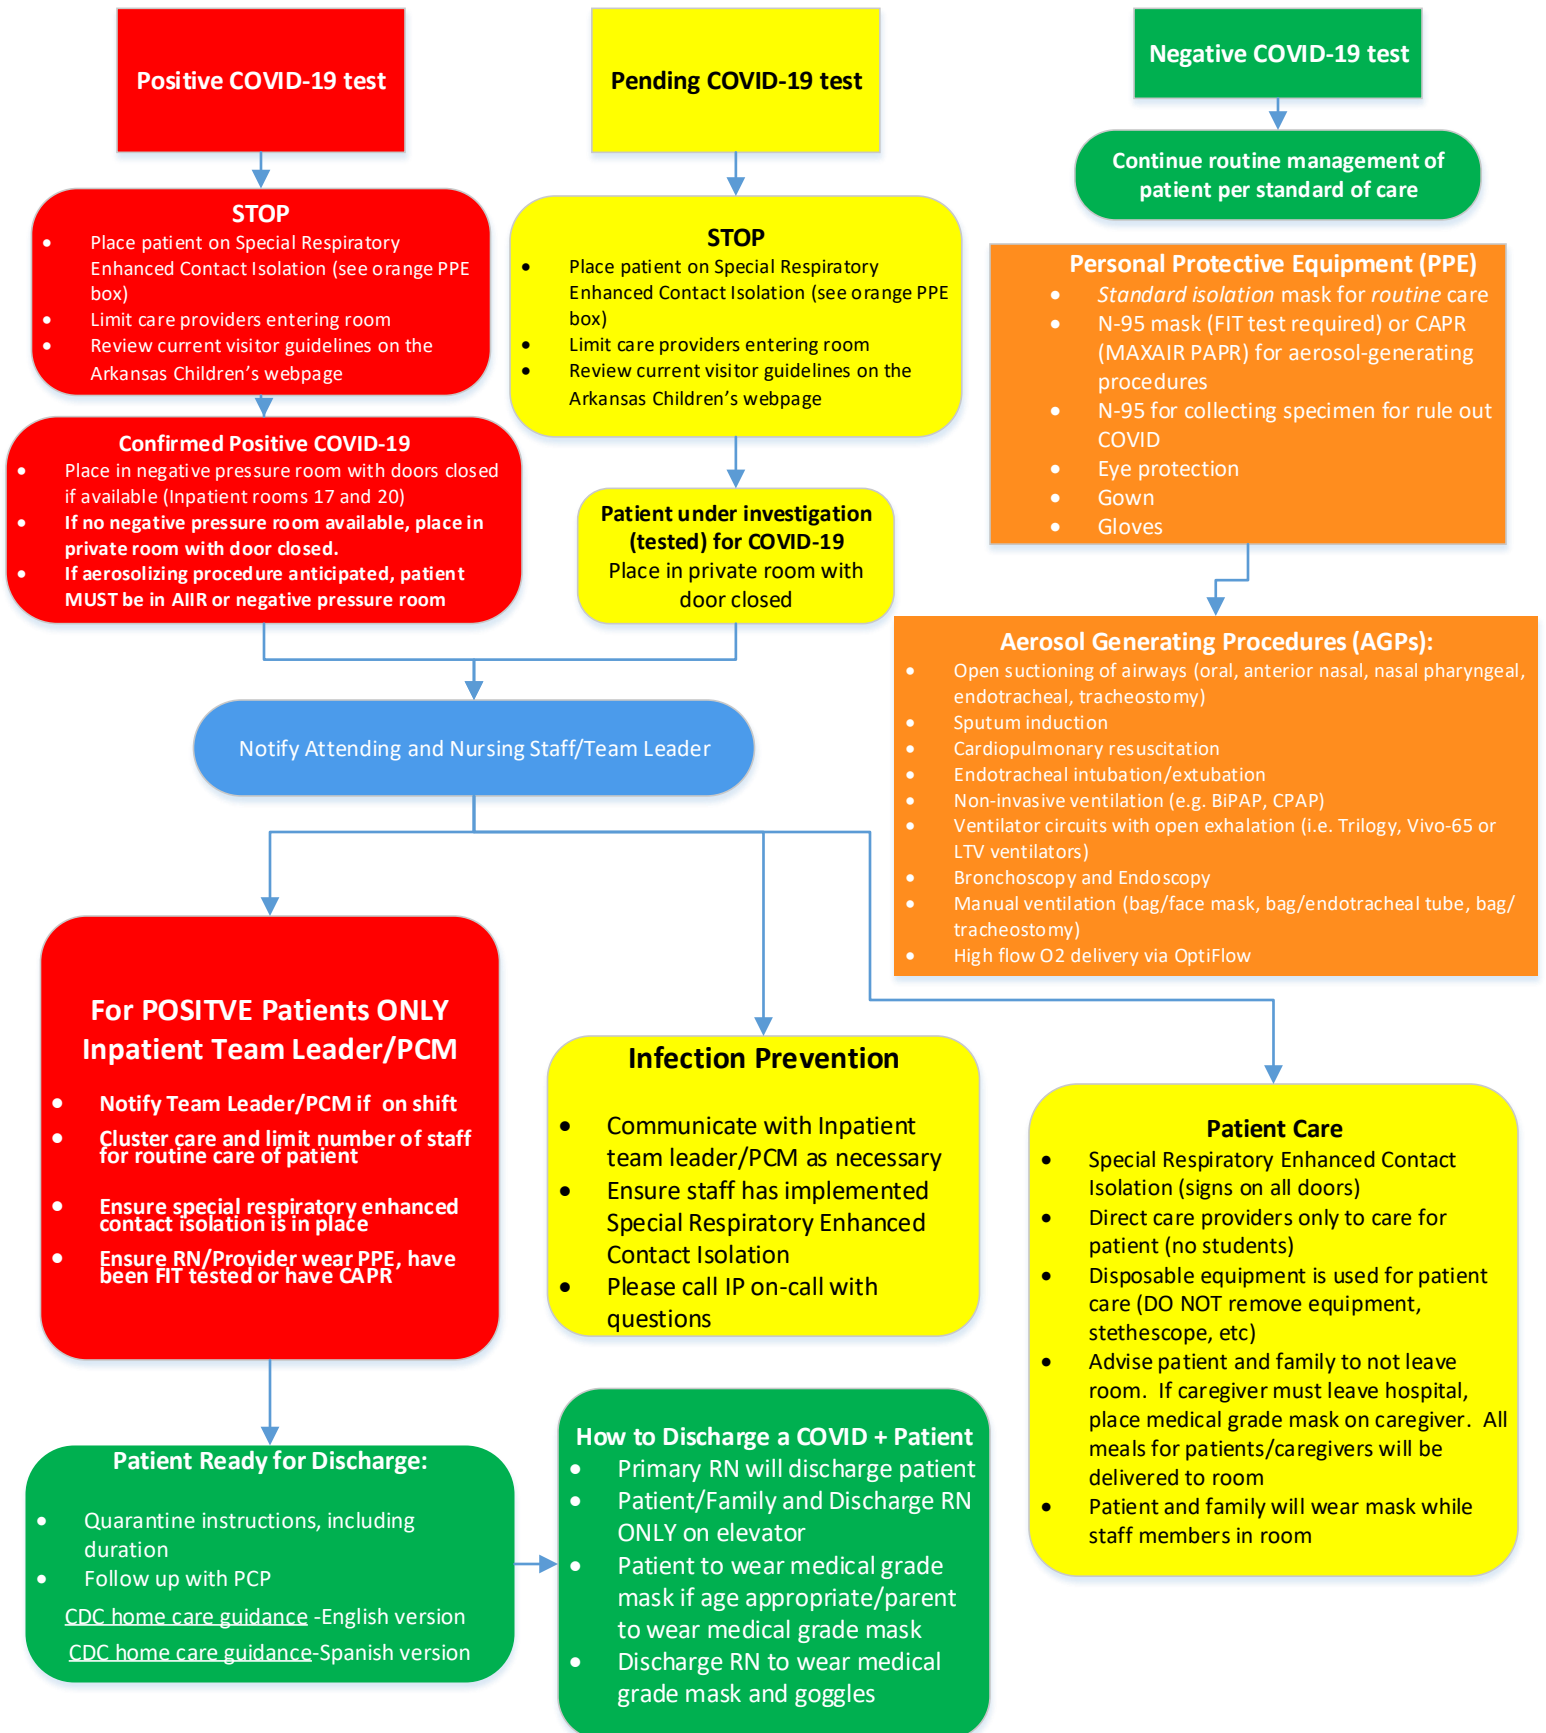 Positive COVID-19 test
STOP
• Place patient on Special Respiratory
Enhanced Contact Isolation (see orange PPE
box)
• Limit care providers entering room
• Review current visitor guidelines on the
Arkansas Children’s webpage
Confirmed Positive COVID-19
• Place in negative pressure room with doors closed
if available (Inpatient rooms 17 and 20)
• If no negative pressure room available, place in
private room with door closed.
• If aerosolizing procedure anticipated, patient
MUST be in AIIR or negative pressure room
Pending COVID-19 test
STOP
• Place patient on Special Respiratory
Enhanced Contact Isolation (see orange PPE
box)
• Limit care providers entering room
• Review current visitor guidelines on the
Arkansas Children’s webpage
Patient under investigation
(tested) for COVID-19
Place in private room with
door closed
Negative COVID-19 test
Continue routine management of
patient per standard of care
Personal Protective Equipment (PPE)
• Standard isolation mask for routine care
• N-95 mask (FIT test required) or CAPR
(MAXAIR PAPR) for aerosol-generating
procedures
• N-95 for collecting specimen for rule out
COVID
• Eye protection
• Gown
• Gloves
Aerosol Generating Procedures (AGPs):
• Open suctioning of airways (oral, anterior nasal, nasal pharyngeal,
endotracheal, tracheostomy)
• Sputum induction
• Cardiopulmonary resuscitation
• Endotracheal intubation/extubation
• Non-invasive ventilation (e.g. BiPAP, CPAP)
• Ventilator circuits with open exhalation (i.e. Trilogy, Vivo-65 or
LTV ventilators)
• Bronchoscopy and Endoscopy
• Manual ventilation (bag/face mask, bag/endotracheal tube, bag/
tracheostomy)
• High flow O2 delivery via OptiFlow
Notify Attending and Nursing Staff/Team Leader
For POSITVE Patients ONLY
Inpatient Team Leader/PCM
• Notify Team Leader/PCM if on shift
• Cluster care and limit number of staff
for routine care of patient
• Ensure special respiratory enhanced
contact isolation is in place
• Ensure RN/Provider wear PPE, have
been FIT tested or have CAPR
Infection Prevention
• Communicate with Inpatient
team leader/PCM as necessary
• Ensure staff has implemented
Special Respiratory Enhanced
Contact Isolation
• Please call IP on-call with
questions
Patient Care
• Special Respiratory Enhanced Contact
Isolation (signs on all doors)
• Direct care providers only to care for
patient (no students)
• Disposable equipment is used for patient
care (DO NOT remove equipment,
stethescope, etc)
• Advise patient and family to not leave
room. If caregiver must leave hospital,
place medical grade mask on caregiver. All
meals for patients/caregivers will be
delivered to room
• Patient and family will wear mask while
staff members in room
Patient Ready for Discharge:
• Quarantine instructions, including
duration
• Follow up with PCP
CDC home care guidance -English version
CDC home care guidance-Spanish version
How to Discharge a COVID + Patient
• Primary RN will discharge patient
• Patient/Family and Discharge RN
ONLY on elevator
• Patient to wear medical grade
mask if age appropriate/parent
to wear medical grade mask
• Discharge RN to wear medical
grade mask and goggles